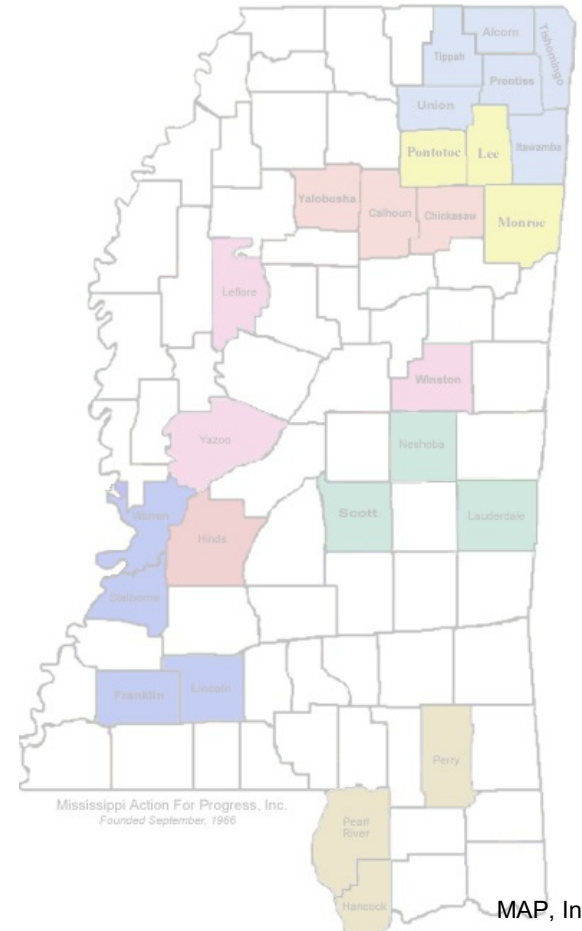 Alcorn
Tishomingo
Tippah
Prentiss
Union
Itawamba
Pontotoc
Lee
Yalobusha
Calhoun
Chickasaw
Monroe
Leflore
Winston
Yazoo
Neshoba
Warren
Scott
Lauderdale
Hinds
Claiborne
Franklin
Lincoln
Perry
Mississippi Action For Progress, Inc.
Founded September, 1966
Pearl
River
Hancock
MAP, In